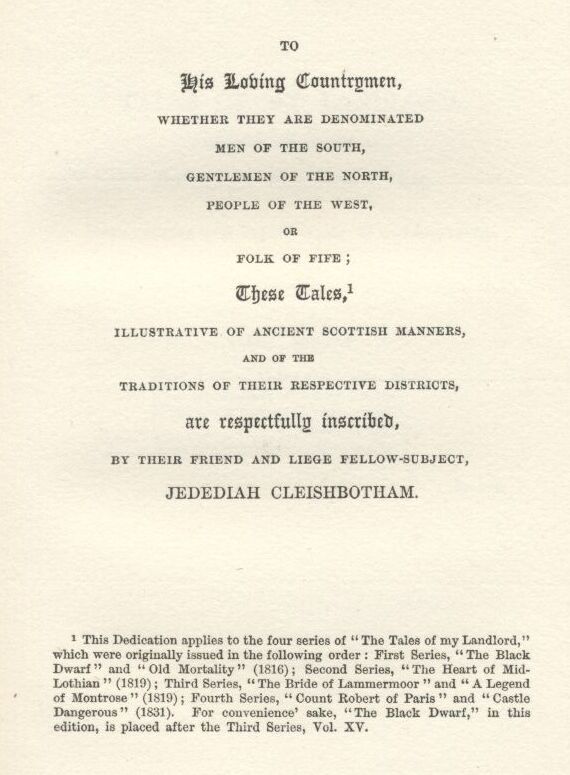 TO
His Loving Countrymen,
WHETHER THEY ARE DENOMINATED
MEN OF THE SOUTH,
GENTLEMEN OF THE NORTH,
PEOPLE OF THE WEST,
OR
FOLK OF FIFE;
These Tales,¹
ILLUSTRATIVE OF ANCIENT SCOTTISH MANNERS,
AND OF THE
TRADITIONS OF THEIR RESPECTIVE DISTRICTS,
are respectfully inscribed,
BY THEIR FRIEND AND LIEGE FELLOW-SUBJECT,
JEDEDIAH CLEISHBOTHAM.
¹ This Dedication applies to the four series of "The Tales of my Landlord,"
which were originally issued in the following order: First Series, "The Black
Dwarf" and "Old Mortality" (1816); Second Series, "The Heart of Mid-
Lothian" (1819); Third Series, "The Bride of Lammermoor" and "A Legend
of Montrose" (1819); Fourth Series, "Count Robert of Paris" and "Castle
Dangerous" (1831). For convenience' sake, "The Black Dwarf," in this
edition, is placed after the Third Series, Vol. XV.